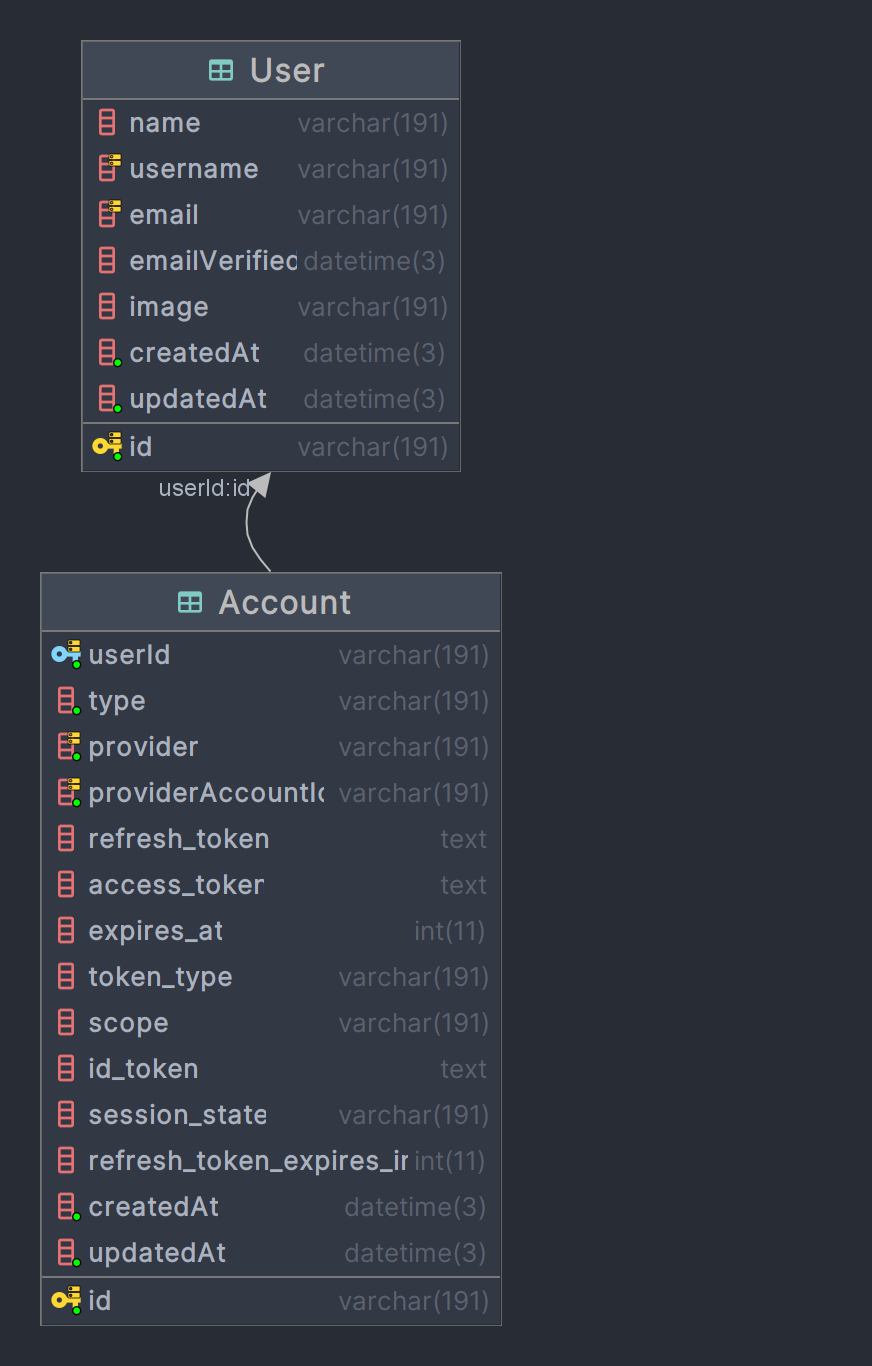 User
name varchar(191)
username varchar(191)
email varchar(191)
emailVerified datetime(3)
image varchar(191)
createdAt datetime(3)
updatedAt datetime(3)
id varchar(191)
userId:id
Account
userId varchar(191)
type varchar(191)
provider varchar(191)
providerAccountId varchar(191)
refresh_token text
access_token text
expires_at int(11)
token_type varchar(191)
scope varchar(191)
id_token text
session_state varchar(191)
refresh_token_expires_in int(11)
createdAt datetime(3)
updatedAt datetime(3)
id varchar(191)